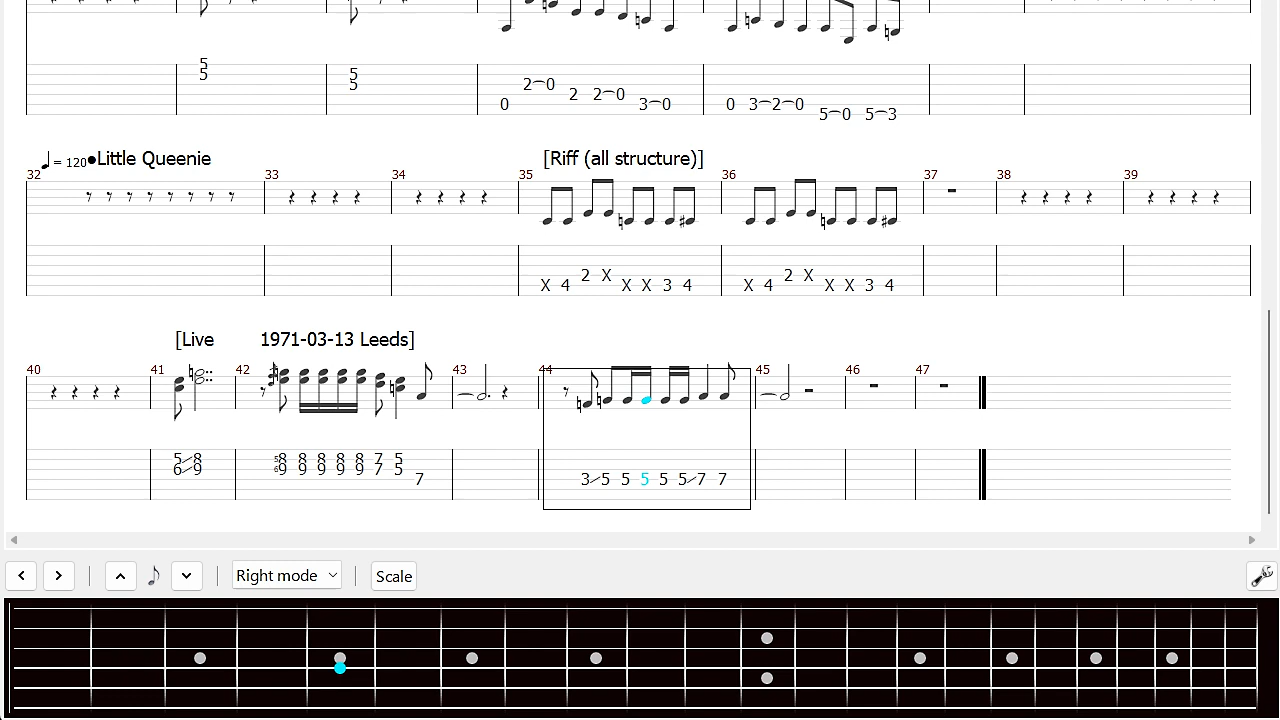 5
5 5
5 2 0
2 2 0
0 3 0 0 3 2 0
5 0 5 3
= 120 Little Queenie [Riff (all structure)]
32 33 34 35 36 37 38 39
2 X 2 X
X 4 X X 3 4 X 4 X X 3 4
[Live 1971-03-13 Leeds]
40 41 42 43 44 45 46 47
5 8 5 8 8 8 8 8 7 5
6 9 6 9 9 9 9 9 7 5
7 3 5 5 5 5 5 7 7
Right mode Scale